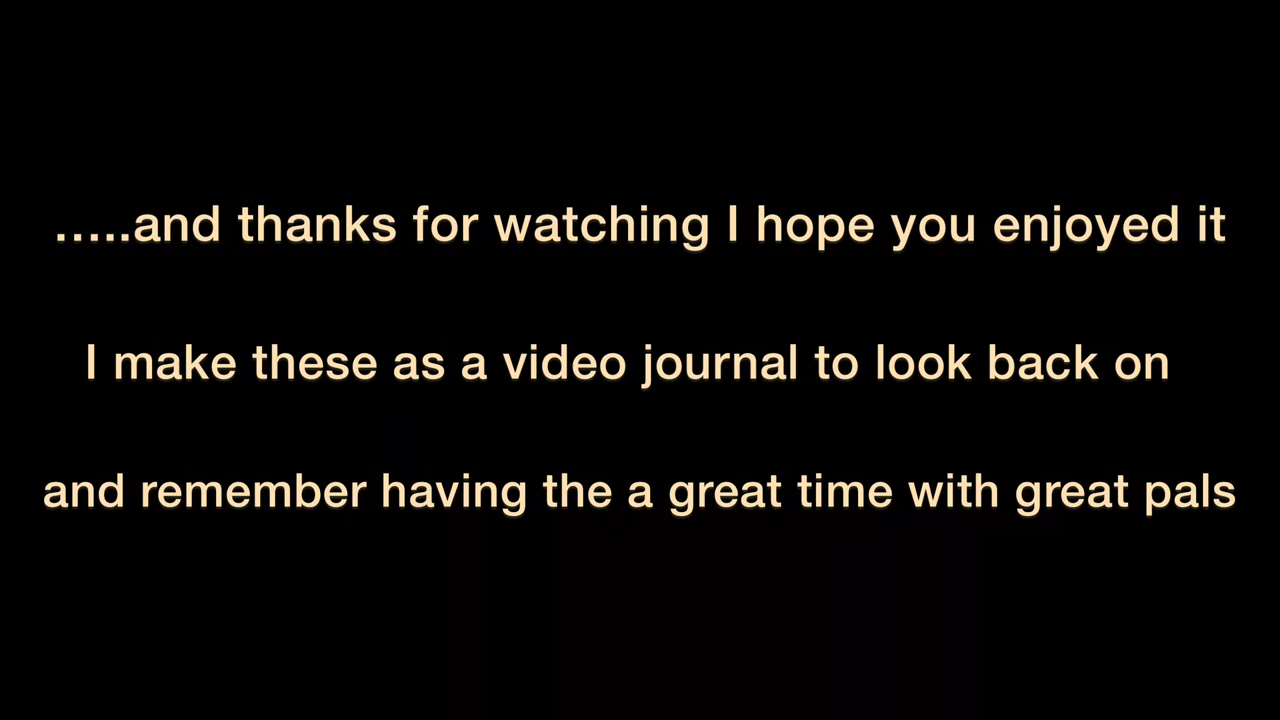 .....and thanks for watching I hope you enjoyed it
I make these as a video journal to look back on
and remember having the a great time with great pals